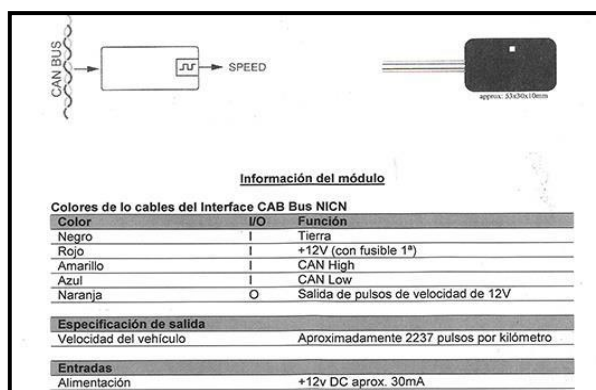 CAN BUS
SPEED
approx: 53x30x10mm
Información del módulo
Colores de lo cables del Interface CAB Bus NICN
Color I/O Función
Negro I Tierra
Rojo I +12V (con fusible 1ª)
Amarillo I CAN High
Azul I CAN Low
Naranja O Salida de pulsos de velocidad de 12V
Especificación de salida
Velocidad del vehículo Aproximadamente 2237 pulsos por kilómetro
Entradas
Alimentación +12v DC aprox. 30mA